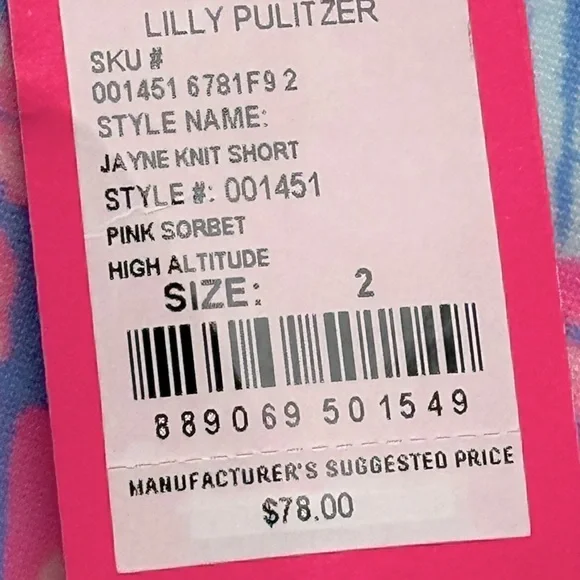 LILLY PULITZER
SKU #
001451 6781F9 2
STYLE NAME:
JAYNE KNIT SHORT
STYLE #: 001451
PINK SORBET
HIGH ALTITUDE
SIZE: 2
889069 501549
MANUFACTURER'S SUGGESTED PRICE
$78.00